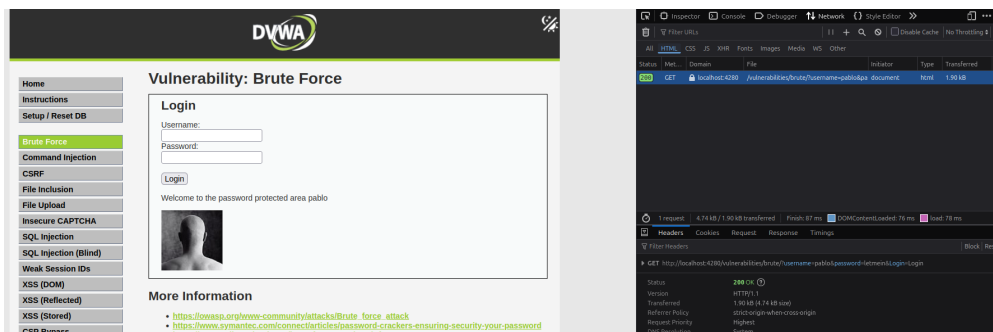 DVWA
Home
Instructions
Setup / Reset DB
Brute Force
Command Injection
CSRF
File Inclusion
File Upload
Insecure CAPTCHA
SQL Injection
SQL Injection (Blind)
Weak Session IDs
XSS (DOM)
XSS (Reflected)
XSS (Stored)
CSP Bypass
Vulnerability: Brute Force
Login
Username:
Password:
Login
Welcome to the password protected area pablo
More Information
https://owasp.org/www-community/attacks/Brute_force_attack
https://www.symantec.com/connect/articles/password-crackers-ensuring-security-your-password
Inspector Console Debugger Network Style Editor
Filter URLs Disable Cache No Throttling
All HTML CSS JS XHR Fonts Images Media WS Other
Status Met... Domain File Initiator Type Transferred
200 GET localhost:4280 /vulnerabilities/brute/?username=pablo&pa document html 1.90 kB
1 request 4.74 kB / 1.90 kB transferred Finish: 87 ms DOMContentLoaded: 76 ms load: 78 ms
Headers Cookies Request Response Timings
Filter Headers Block Res
GET http://localhost:4280/vulnerabilities/brute/?username=pablo&password=letmein&Login=Login
Status 200 OK
Version HTTP/1.1
Transferred 1.90 kB (4.74 kB size)
Referrer Policy strict-origin-when-cross-origin
Request Priority Highest
DNS Resolution System